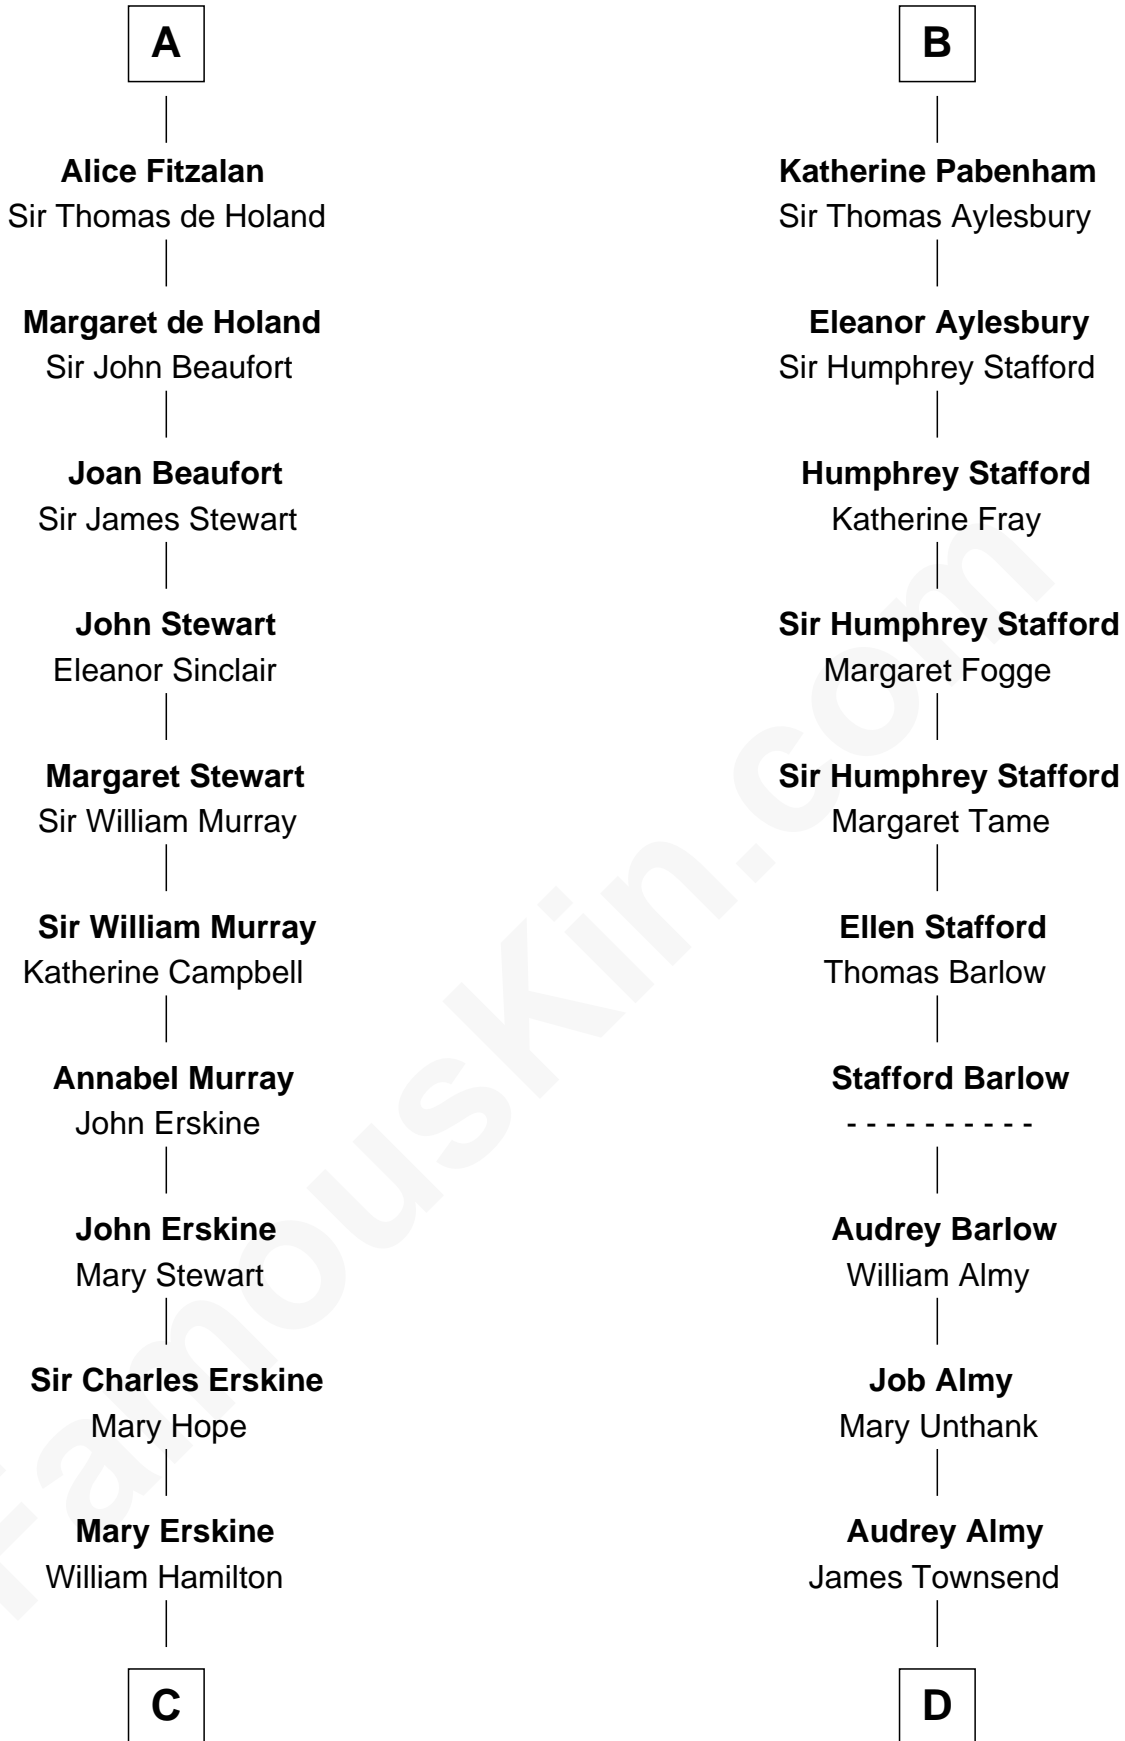 A
Alice Fitzalan
Sir Thomas de Holand
Margaret de Holand
Sir John Beaufort
Joan Beaufort
Sir James Stewart
John Stewart
Eleanor Sinclair
Margaret Stewart
Sir William Murray
Sir William Murray
Katherine Campbell
Annabel Murray
John Erskine
John Erskine
Mary Stewart
Sir Charles Erskine
Mary Hope
Mary Erskine
William Hamilton
C
B
Katherine Pabenham
Sir Thomas Aylesbury
Eleanor Aylesbury
Sir Humphrey Stafford
Humphrey Stafford
Katherine Fray
Sir Humphrey Stafford
Margaret Fogge
Sir Humphrey Stafford
Margaret Tame
Ellen Stafford
Thomas Barlow
Stafford Barlow
- - - - - - - - - -
Audrey Barlow
William Almy
Job Almy
Mary Unthank
Audrey Almy
James Townsend
D
FamousKin.com